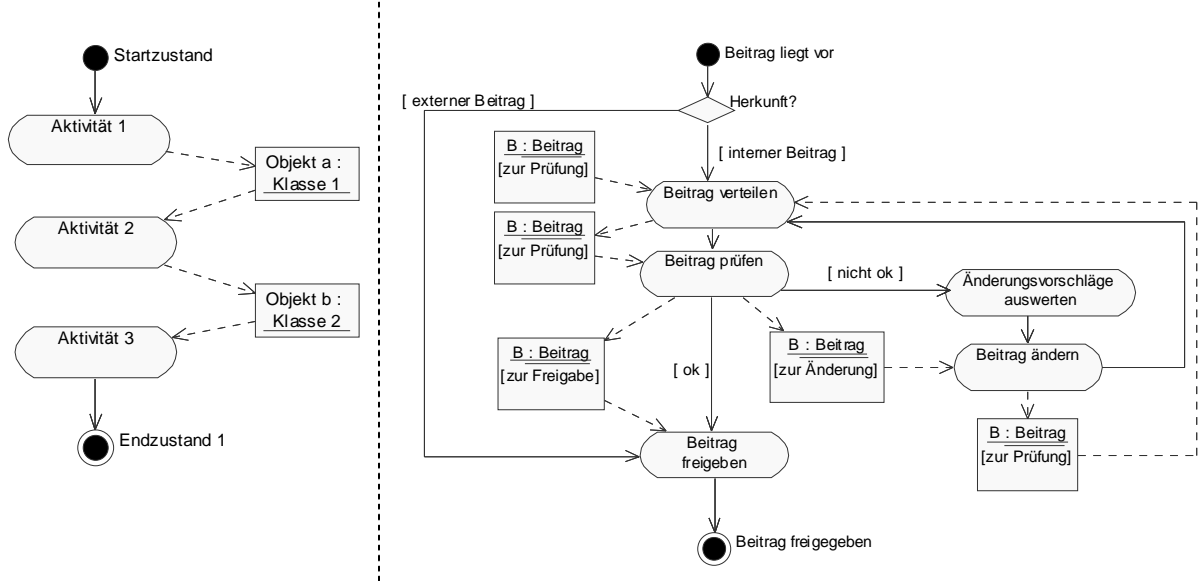 Startzustand
Aktivität 1
Objekt a :
Klasse 1
Aktivität 2
Objekt b :
Klasse 2
Aktivität 3
Endzustand 1
Beitrag liegt vor
[ externer Beitrag ]
Herkunft?
B : Beitrag
[zur Prüfung]
[ interner Beitrag ]
Beitrag verteilen
B : Beitrag
[zur Prüfung]
Beitrag prüfen
[ nicht ok ]
Änderungsvorschläge
auswerten
B : Beitrag
[zur Freigabe]
[ ok ]
B : Beitrag
[zur Änderung]
Beitrag ändern
Beitrag
freigeben
B : Beitrag
[zur Prüfung]
Beitrag freigegeben